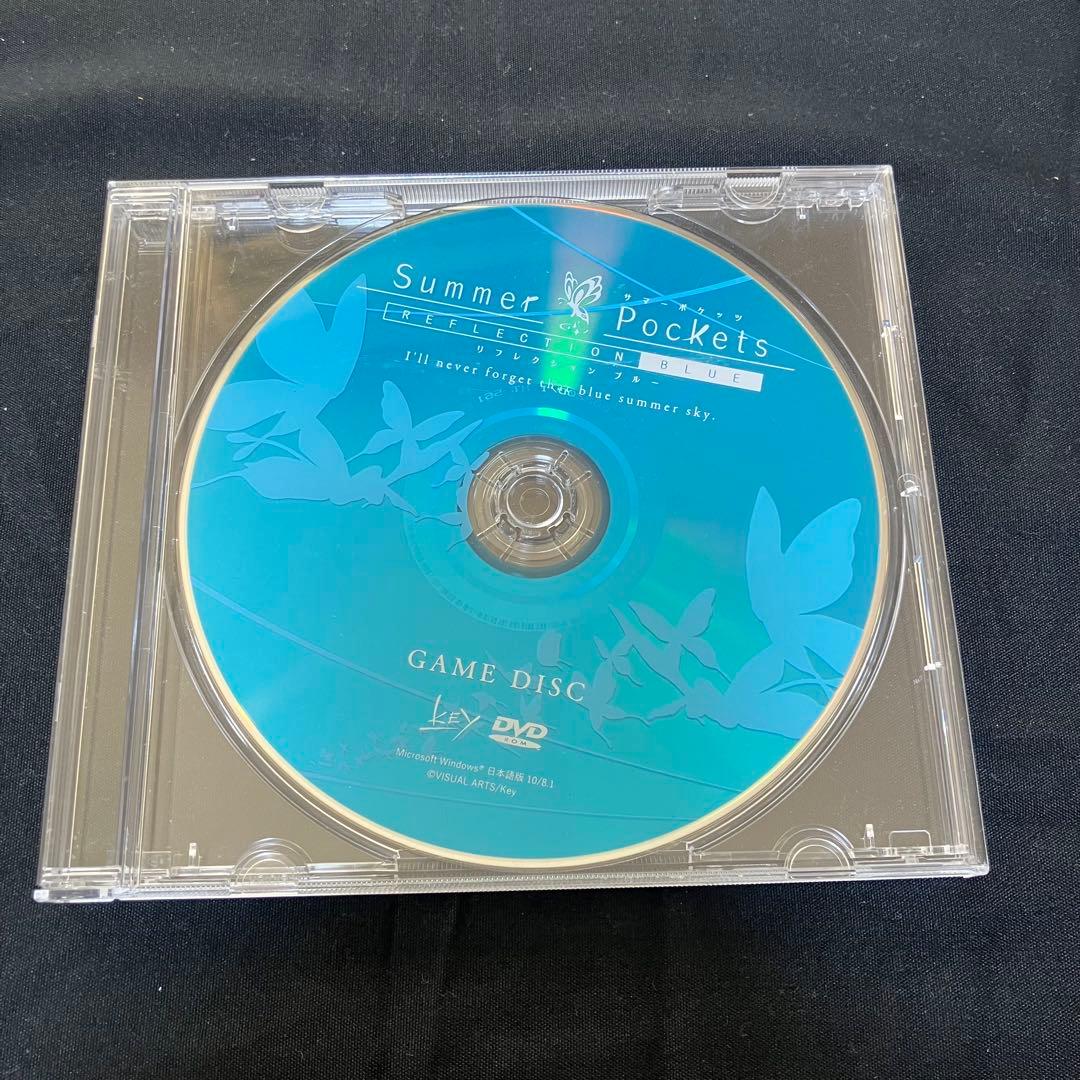 Summer Pockets
サマーポケッツ
REFLECTION BLUE
リフレクション ブルー
I'll never forget that blue summer sky.
GAME DISC
KEY DVD
ROM
Microsoft Windows® 日本語版 10/8.1
©VISUAL ARTS/Key